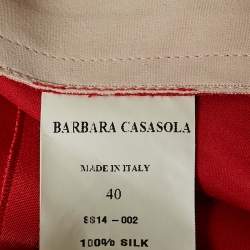 BARBARA CASASOLA
MADE IN ITALY
40
SS14-002
100% SILK